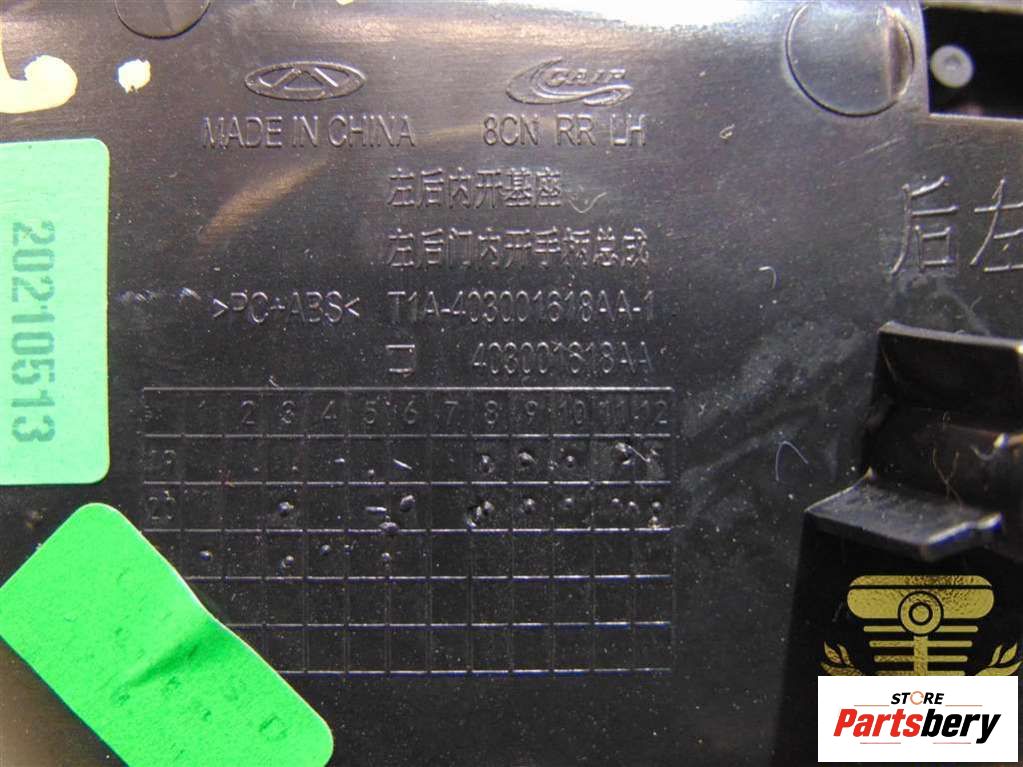 CAIP
MADE IN CHINA
8CN RR LH
左后内开基座
左后门内开手柄总成
后左
>PC+ABS< T1A-403001618AA-1
403001618AA
1 2 3 4 5 6 7 8 9 10 11 12
19
20
20210513
STORE
Partsbery